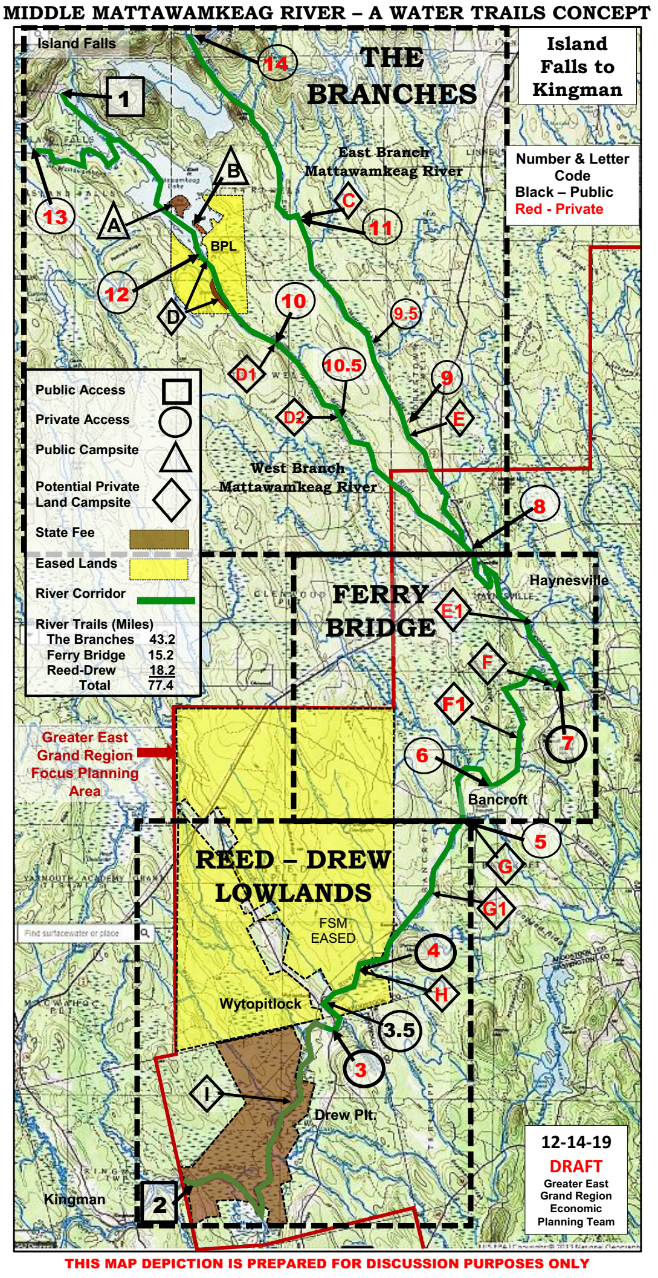 MIDDLE MATTAWAMKEAG RIVER – A WATER TRAILS CONCEPT
Island Falls
14
THE
BRANCHES
Island
Falls to
Kingman
1
Number & Letter
Code
Black – Public
Red - Private
East Branch
Mattawamkeag River
B
C
13
A
11
BPL
12
D
10
9.5
D1
10.5
9
D2
E
Public Access
Private Access
Public Campsite
Potential Private
Land Campsite
State Fee
Eased Lands
River Corridor
River Trails (Miles)
The Branches 43.2
Ferry Bridge 15.2
Reed-Drew 18.2
Total 77.4
West Branch
Mattawamkeag River
8
FERRY
BRIDGE
Haynesville
HAYNESVILLE
E1
F
F1
7
6
Bancroft
Greater East
Grand Region
Focus Planning
Area
5
REED – DREW
LOWLANDS
G
G1
FSM
EASED
Find surfacewater or place
4
H
Wytopitlock
3.5
3
I
Drew Plt.
Kingman
2
12-14-19
DRAFT
Greater East
Grand Region
Economic
Planning Team
THIS MAP DEPICTION IS PREPARED FOR DISCUSSION PURPOSES ONLY